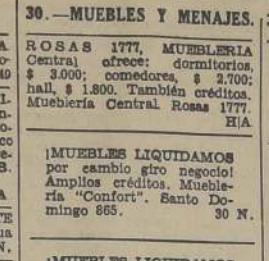 30.—MUEBLES Y MENAJES.
ROSAS 1777, MUEBLERIA
Central ofrece: dormitorios,
$ 3.000; comedores, $ 2.700;
hall, $ 1.800. También créditos.
Mueblería Central Rosas 1777.
H|A
¡MUEBLES LIQUIDAMOS
por cambio giro negocio!
Amplios créditos. Mueble-
ría "Confort". Santo Do-
mingo 865. 30 N.
¡MUEBLES LIQUIDAMOS